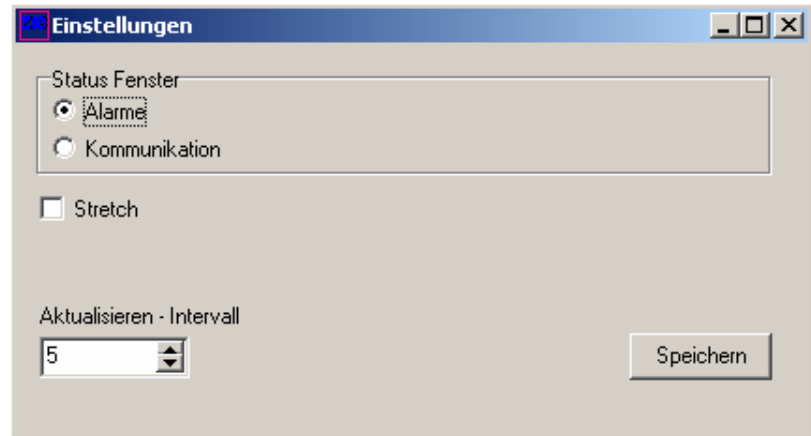 Einstellungen
Status Fenster
Alarme
Kommunikation
Stretch
Aktualisieren - Intervall
5
Speichern